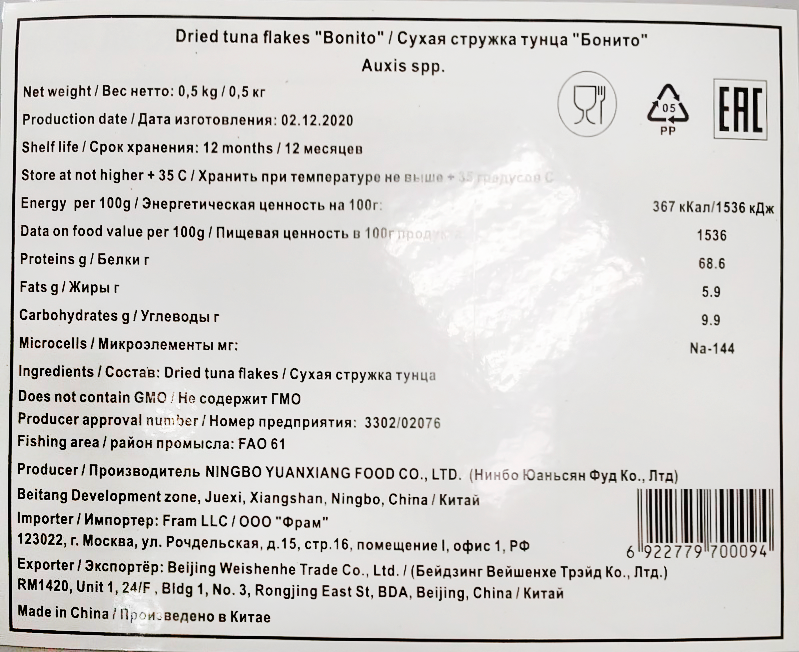 Dried tuna flakes "Bonito" / Сухая стружка тунца "Бонито"
Auxis spp.
Net weight / Вес нетто: 0,5 kg / 0,5 кг
Production date / Дата изготовления: 02.12.2020
05
PP
EAC
Shelf life / Срок хранения: 12 months / 12 месяцев
Store at not higher + 35 C / Хранить при температуре не выше + 35 градусов С
Energy per 100g / Энергетическая ценность на 100г: 367 кКал/1536 кДж
Data on food value per 100g / Пищевая ценность в 100г 1536
Proteins g / Белки г 68.6
Fats g / Жиры г 5.9
Carbohydrates g / Углеводы г 9.9
Microcells / Микроэлементы мг: Na-144
Ingredients / Состав: Dried tuna flakes / Сухая стружка тунца
Does not contain GMO / Не содержит ГМО
Producer approval number / Номер предприятия: 3302/02076
Fishing area / район промысла: FAO 61
Producer / Производитель NINGBO YUANXIANG FOOD CO., LTD. (Нинбо Юаньсян Фуд Ко., Лтд)
Beitang Development zone, Juexi, Xiangshan, Ningbo, China / Китай
Importer / Импортер: Fram LLC / ООО "Фрам"
123022, г. Москва, ул. Рочдельская, д.15, стр.16, помещение I, офис 1, РФ
6 922779 700094
Exporter / Экспортёр: Beijing Weishenhe Trade Co., Ltd. / (Бейдзинг Вейшенхе Трэйд Ко., Лтд.)
RM1420, Unit 1, 24/F , Bldg 1, No. 3, Rongjing East St, BDA, Beijing, China / Китай
Made in China / Произведено в Китае